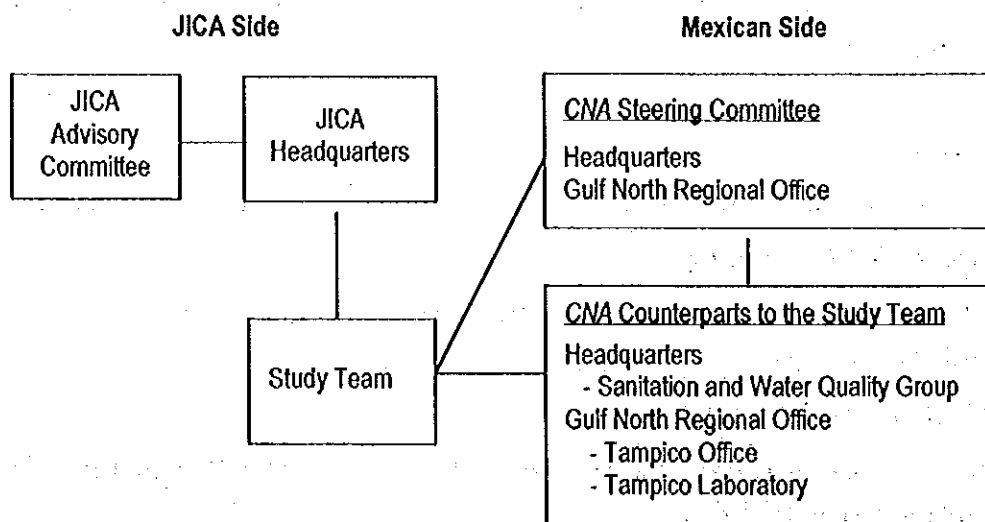 JICA Side
JICA
Advisory
Committee
JICA
Headquarters
Study Team
Mexican Side
CNA Steering Committee
Headquarters
Gulf North Regional Office
CNA Counterparts to the Study Team
Headquarters
- Sanitation and Water Quality Group
Gulf North Regional Office
- Tampico Office
- Tampico Laboratory